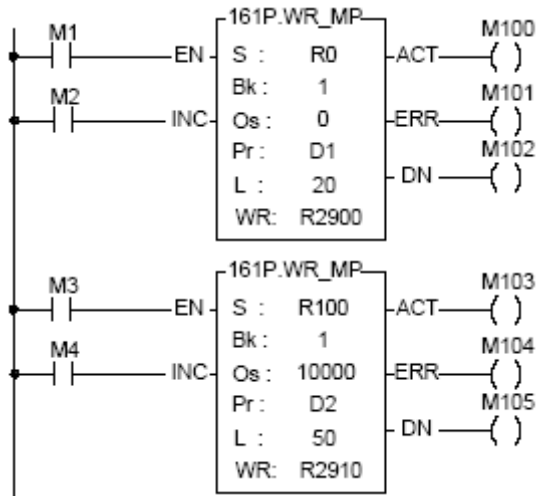 161P.WR_MP
M1 EN S : R0 ACT M100
Bk : 1
M2 INC Os : 0 ERR M101
Pr : D1 DN M102
L : 20
WR: R2900
161P.WR_MP
M3 EN S : R100 ACT M103
Bk : 1
M4 INC Os : 10000 ERR M104
Pr : D2 DN M105
L : 50
WR: R2910